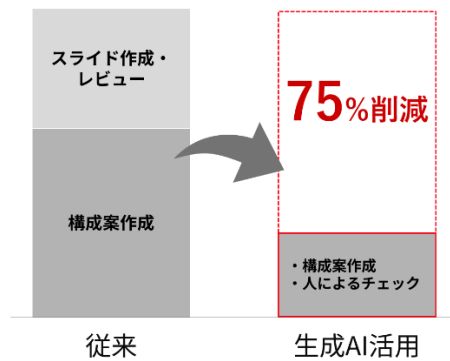 スライド作成・
レビュー
構成案作成
75%削減
・構成案作成
・人によるチェック
従来
生成AI活用